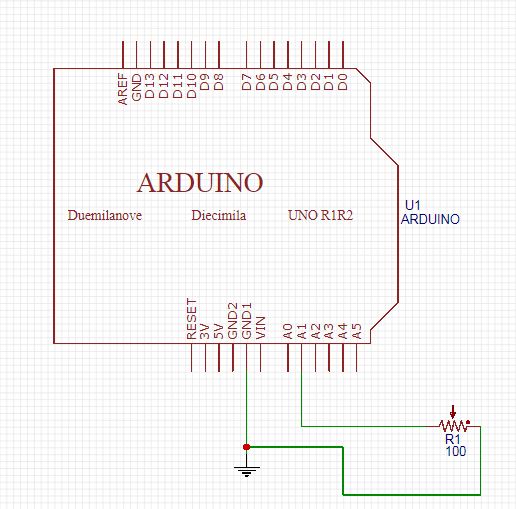 AREF GND D13 D12 D11 D10 D9 D8 D7 D6 D5 D4 D3 D2 D1 D0
ARDUINO
Duemilanove Diecimila UNO R1R2
U1
ARDUINO
RESET 3V 5V GND2 GND1 VIN A0 A1 A2 A3 A4 A5
R1
100